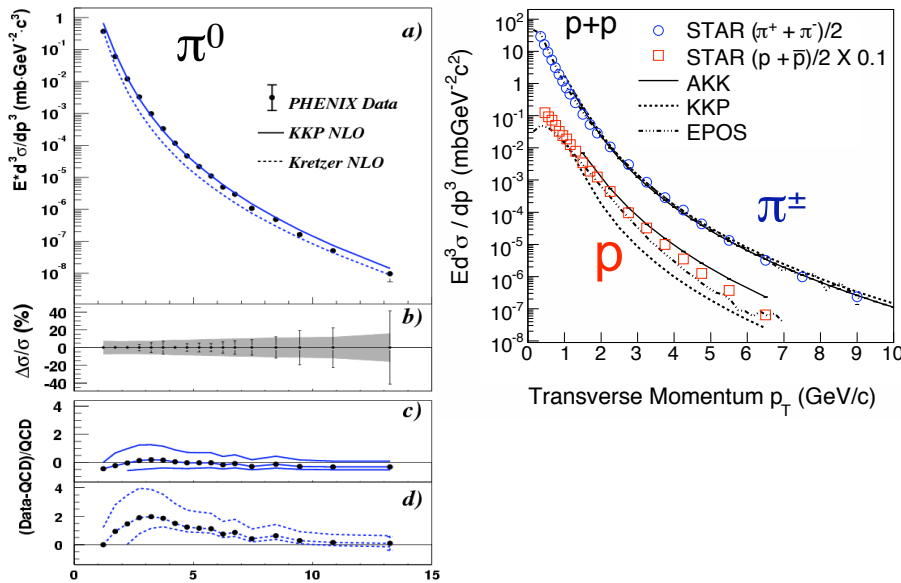 E*d³σ/dp³ (mb·GeV⁻²·c³)
1
10⁻¹
10⁻²
10⁻³
10⁻⁴
10⁻⁵
10⁻⁶
10⁻⁷
10⁻⁸
a)
π⁰
PHENIX Data
KKP NLO
Kretzer NLO
Δσ/σ (%)
40
20
0
-20
-40
b)
(Data-QCD)/QCD
4
2
0
c)
4
2
0
d)
0
5
10
15
Ed³σ / dp³ (mbGeV⁻²c²)
10²
10
1
10⁻¹
10⁻²
10⁻³
10⁻⁴
10⁻⁵
10⁻⁶
10⁻⁷
p+p
STAR (π⁺ + π⁻)/2
STAR (p + p̅)/2 X 0.1
AKK
KKP
EPOS
π±
p
0 1 2 3 4 5 6 7 8 9 10
Transverse Momentum p_T (GeV/c)